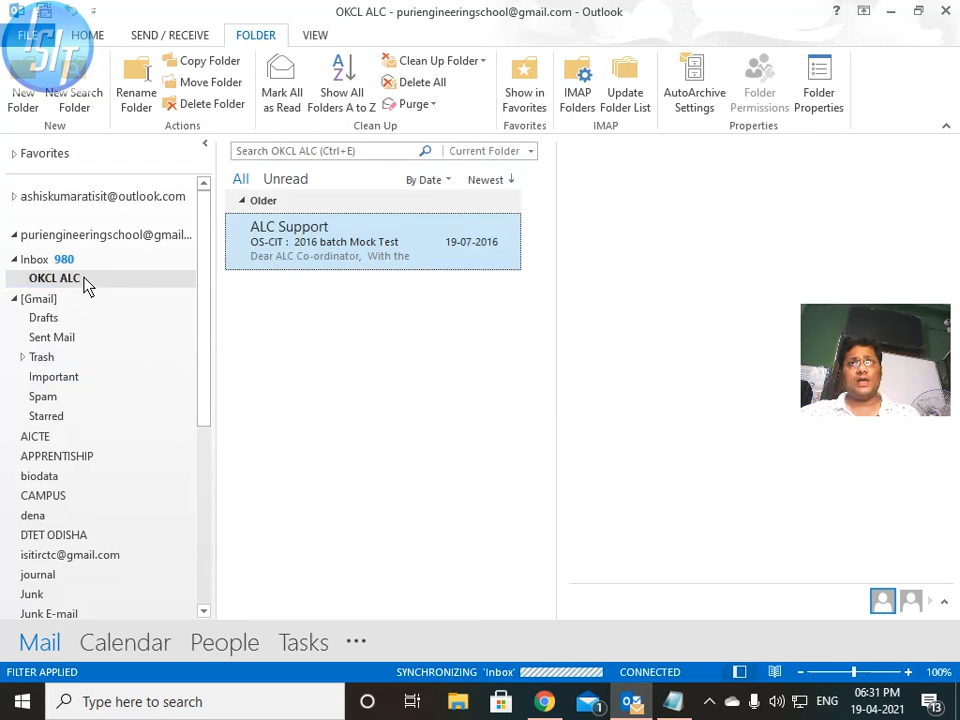 OKCL ALC - puriengineeringschool@gmail.com - Outlook
FILE HOME SEND / RECEIVE FOLDER VIEW
ISIT
New Folder
New Search Folder
New
Rename Folder
Copy Folder
Move Folder
Delete Folder
Actions
Mark All as Read
Show All Folders A to Z
Clean Up Folder
Delete All
Purge
Clean Up
Show in Favorites
Favorites
IMAP Folders
Update Folder List
IMAP
AutoArchive Settings
Folder Permissions
Folder Properties
Properties
Favorites
ashiskumaratisit@outlook.com
puriengineeringschool@gmail...
Inbox 980
OKCL ALC
[Gmail]
Drafts
Sent Mail
Trash
Important
Spam
Starred
AICTE
APPRENTISHIP
biodata
CAMPUS
dena
DTET ODISHA
isitirctc@gmail.com
journal
Junk
Junk E-mail
Search OKCL ALC (Ctrl+E) Current Folder
All Unread By Date Newest
Older
ALC Support
OS-CIT : 2016 batch Mock Test 19-07-2016
Dear ALC Co-ordinator, With the
Mail Calendar People Tasks
FILTER APPLIED SYNCHRONIZING 'Inbox' CONNECTED 100%
Type here to search
1
ENG
06:31 PM
19-04-2021
13